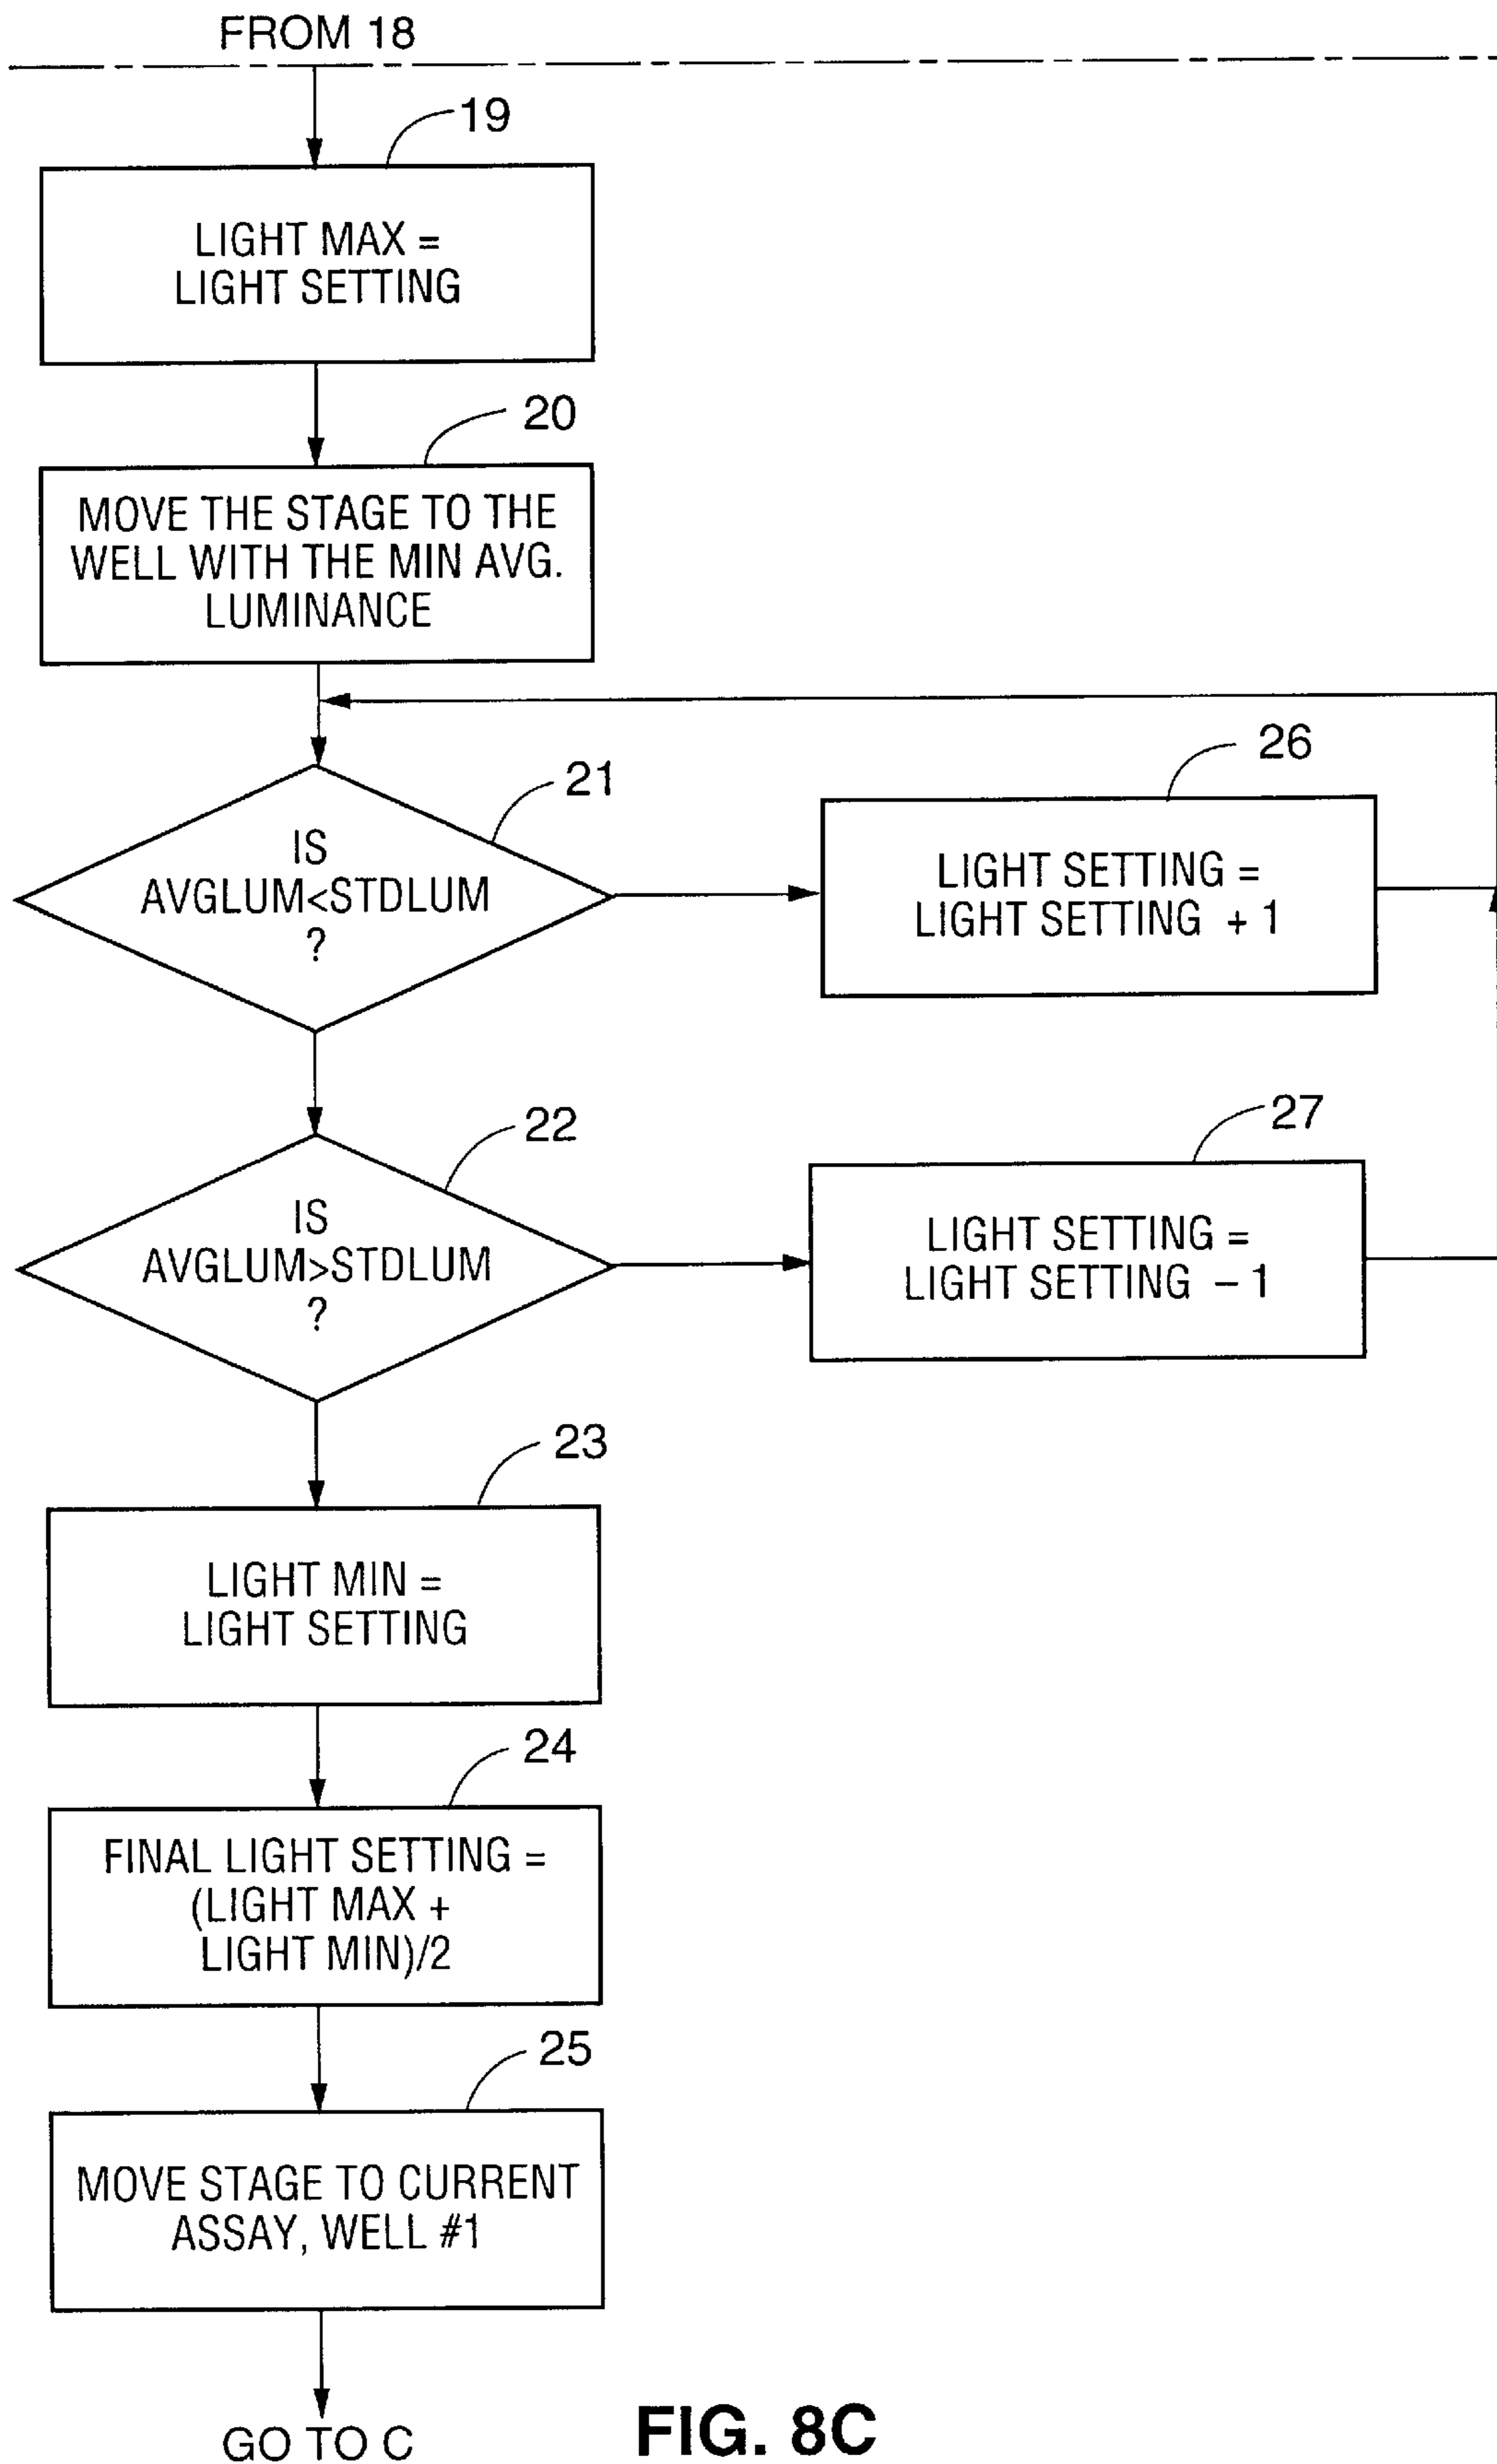 FROM 18
19
LIGHT MAX =
LIGHT SETTING
20
MOVE THE STAGE TO THE
WELL WITH THE MIN AVG.
LUMINANCE
21
IS
AVGLUM<STDLUM
?
26
LIGHT SETTING =
LIGHT SETTING + 1
22
IS
AVGLUM>STDLUM
?
27
LIGHT SETTING =
LIGHT SETTING – 1
23
LIGHT MIN =
LIGHT SETTING
24
FINAL LIGHT SETTING =
(LIGHT MAX +
LIGHT MIN)/2
25
MOVE STAGE TO CURRENT
ASSAY, WELL #1
GO TO C
FIG. 8C